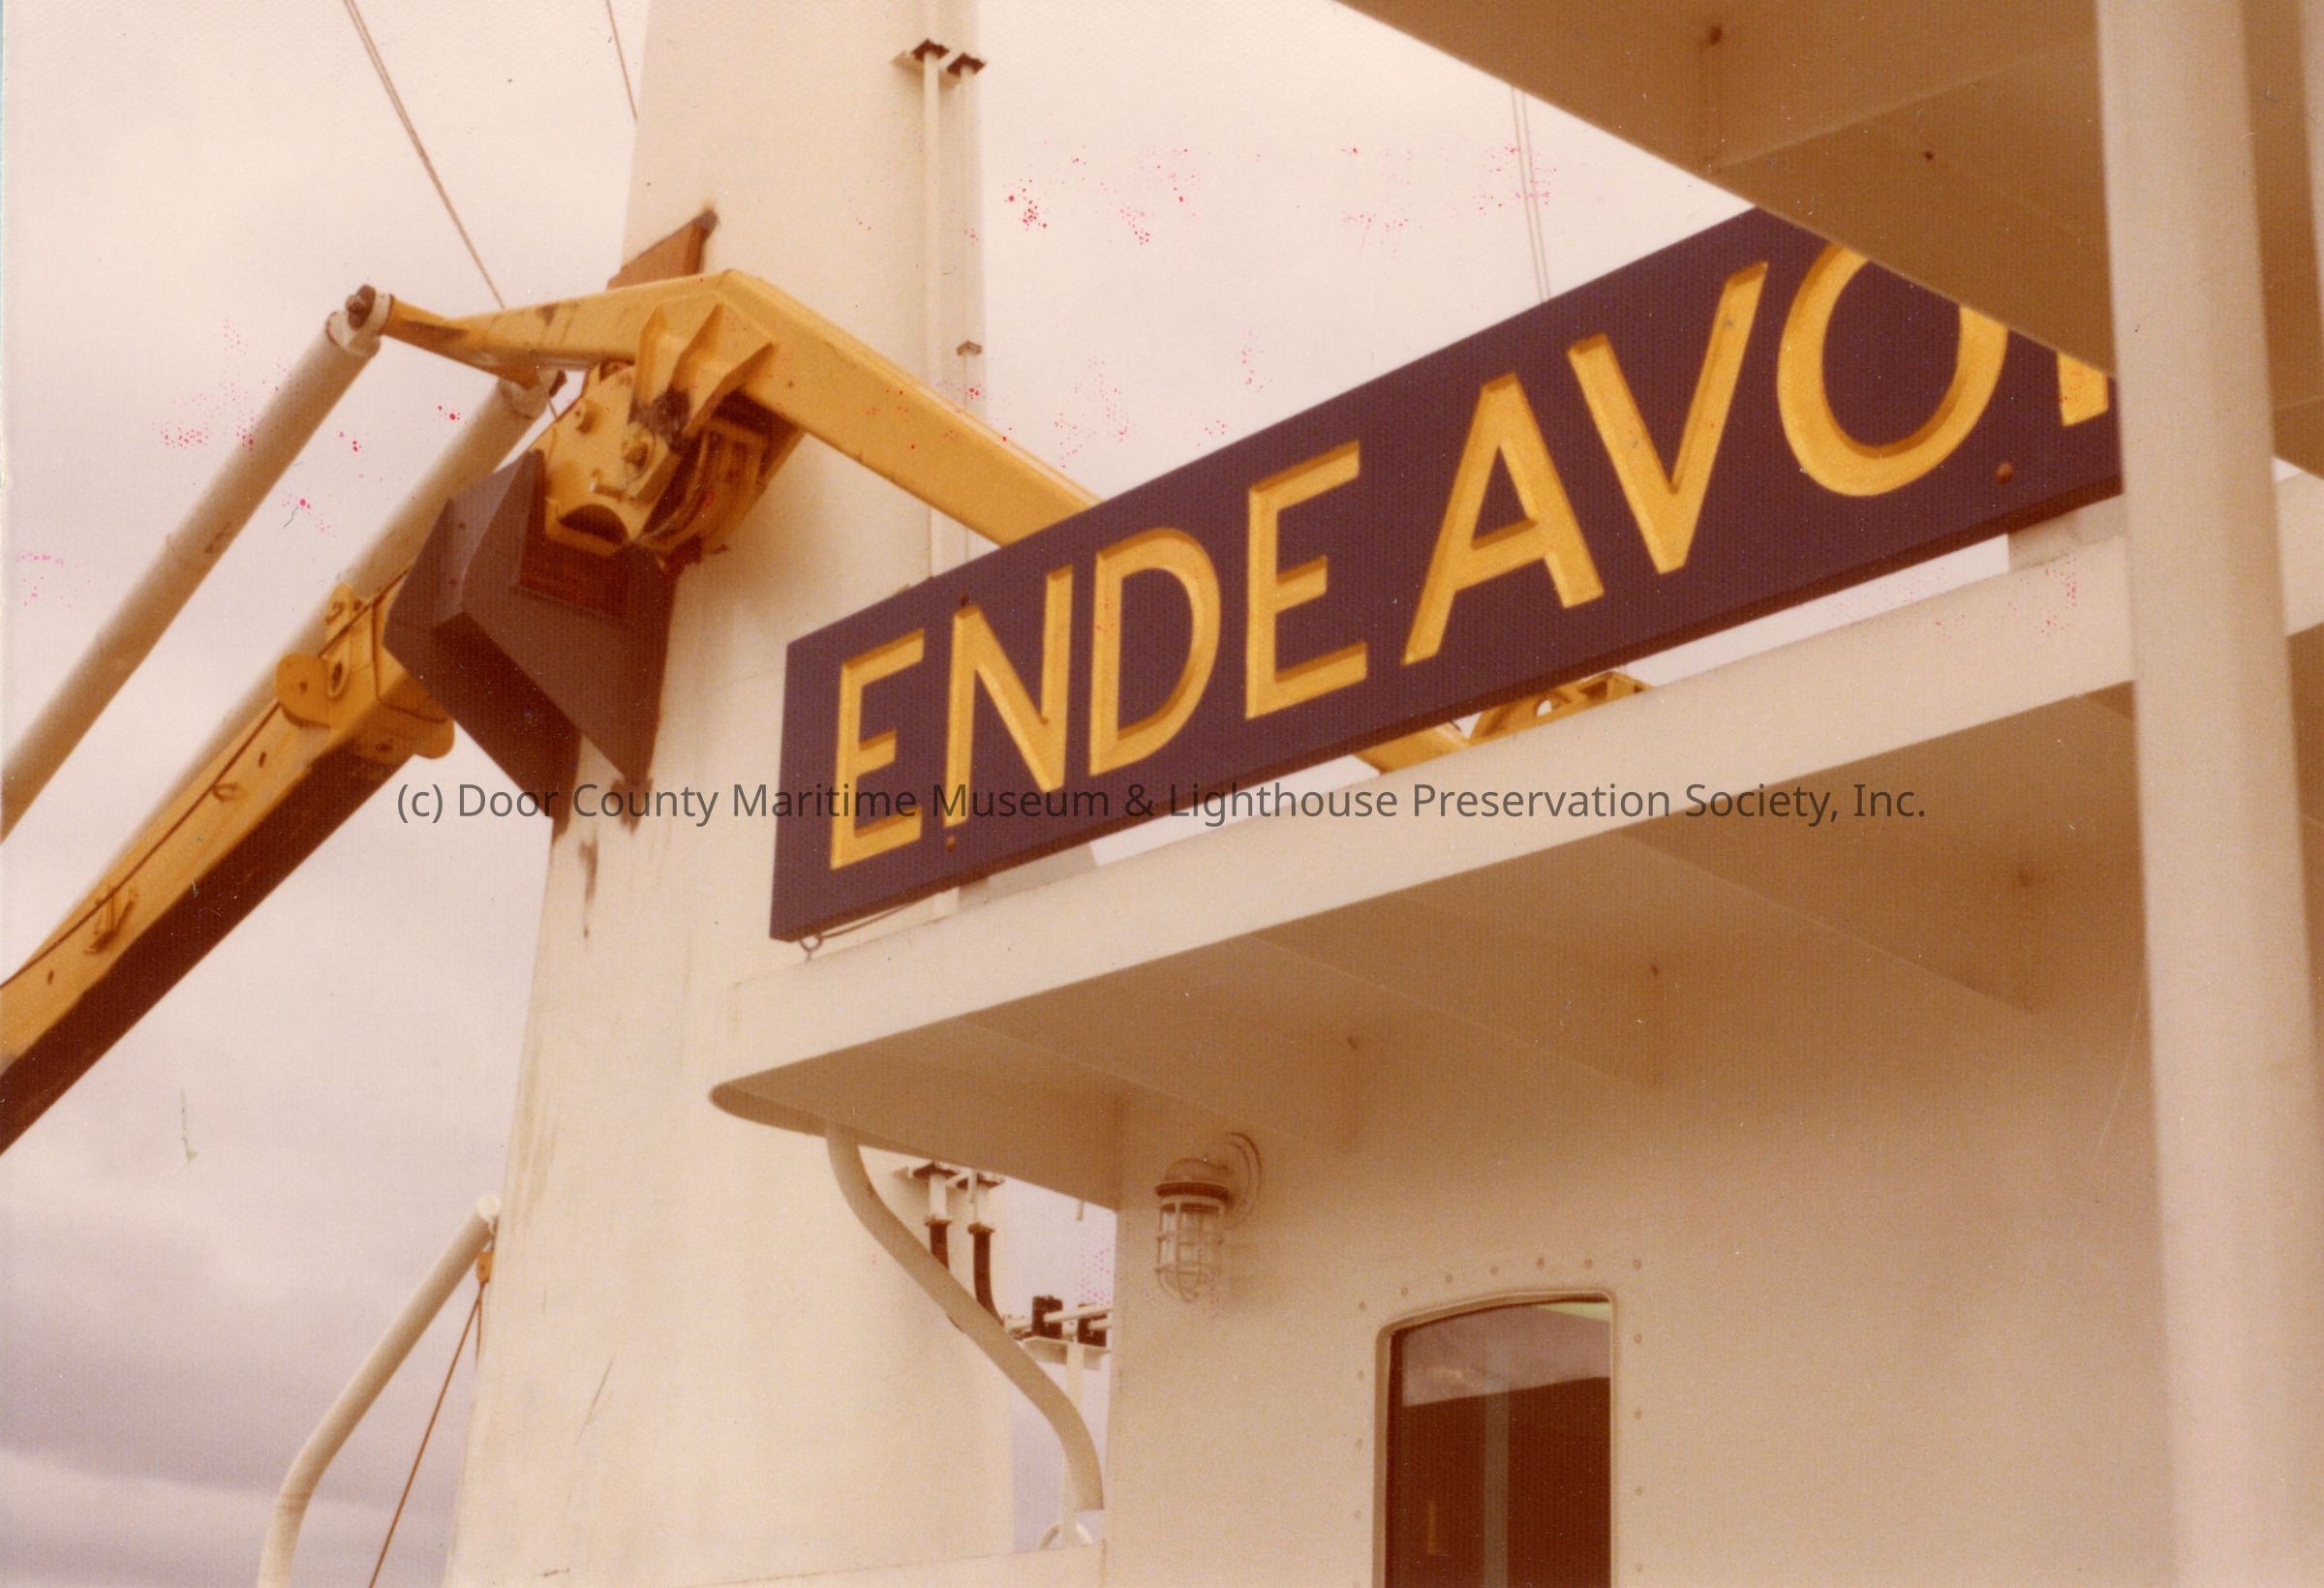 ENDEAVO
(c) Door County Maritime Museum & Lighthouse Preservation Society, Inc.